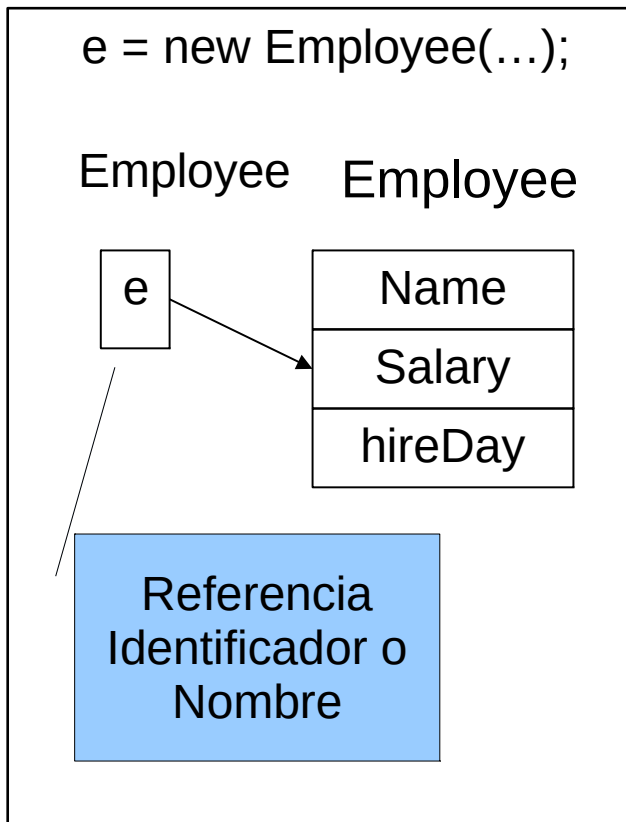 e = new Employee(…);
Employee
Employee
e
Name
Salary
hireDay
Referencia
Identificador o
Nombre